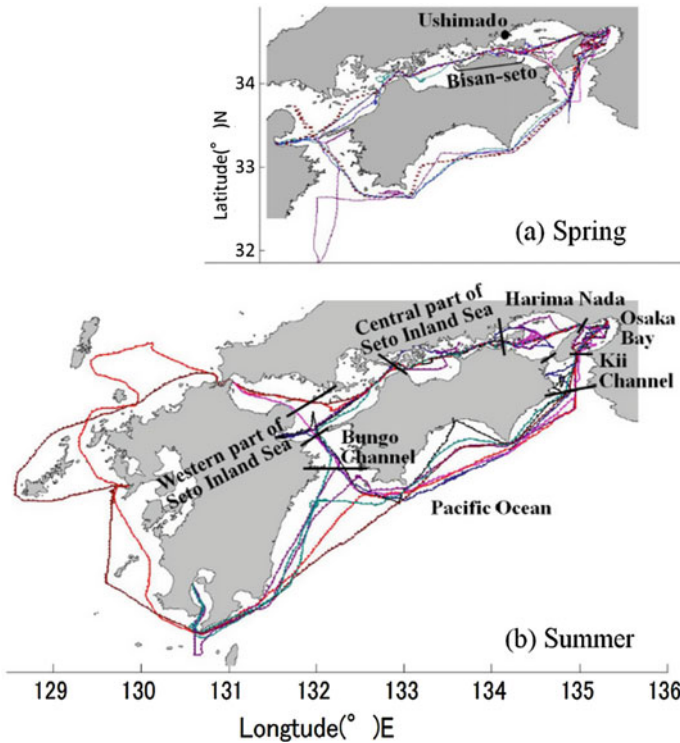 Ushimado
Bisan-seto
34
33
32
Latitude(° )N
(a) Spring
Central part of
Seto Inland Sea
Harima Nada
Osaka
Bay
Kii
Channel
Western part of
Seto Inland Sea
Bungo
Channel
Pacific Ocean
(b) Summer
129 130 131 132 133 134 135 136
Longtude(° )E